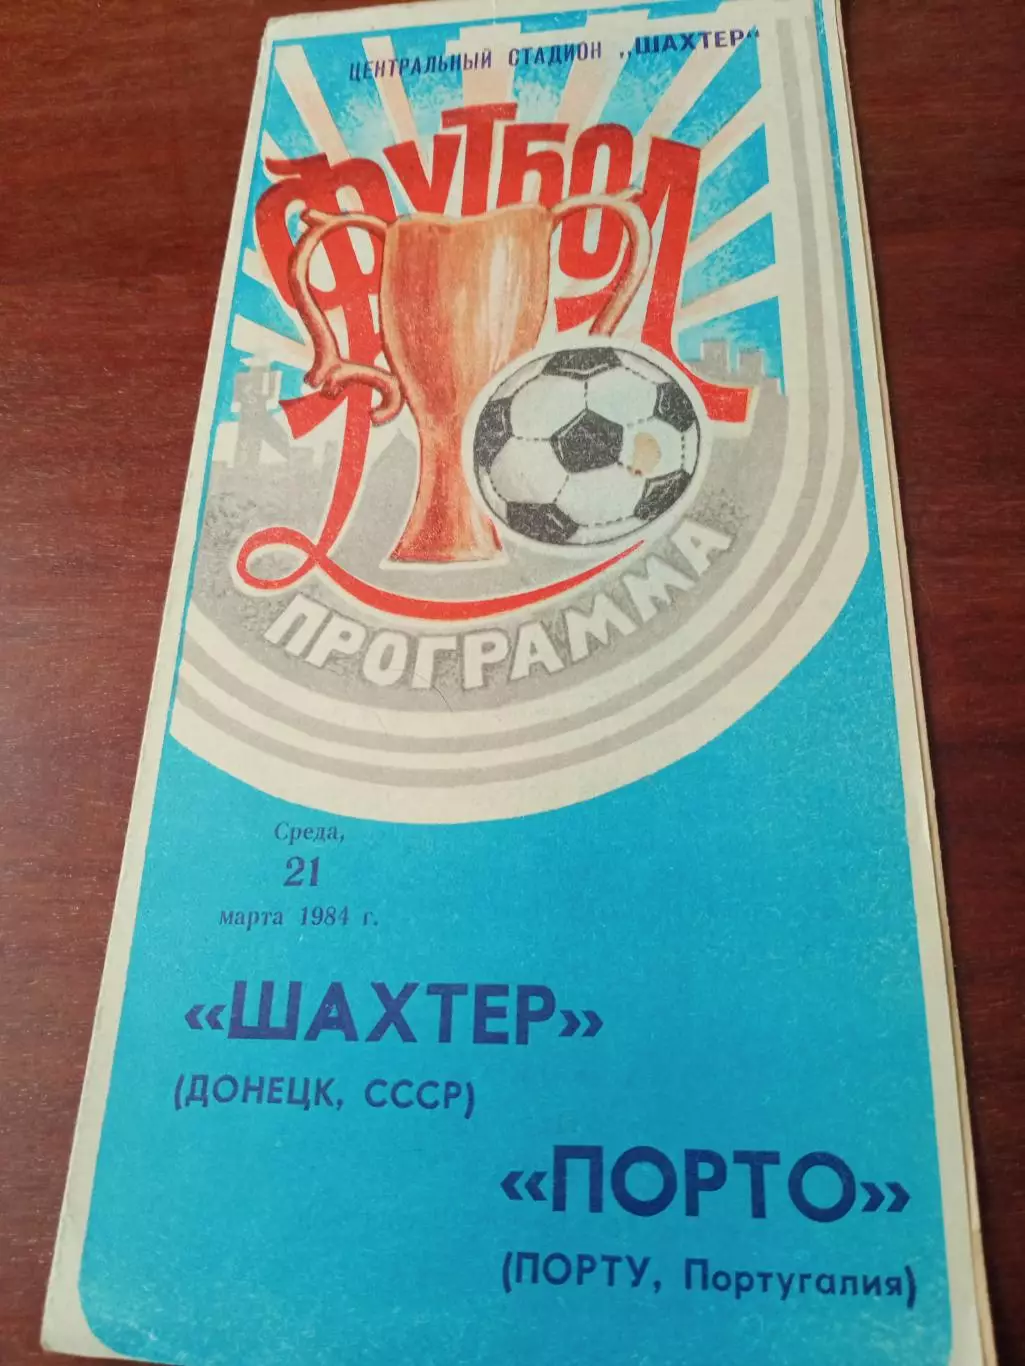 ЦЕНТРАЛЬНЫЙ СТАДИОН „ШАХТЕР“
ФУТБОЛ
ПРОГРАММА
Среда,
21
марта 1984 г.
«ШАХТЕР»
(ДОНЕЦК, СССР)
«ПОРТО»
(ПОРТУ, Португалия)